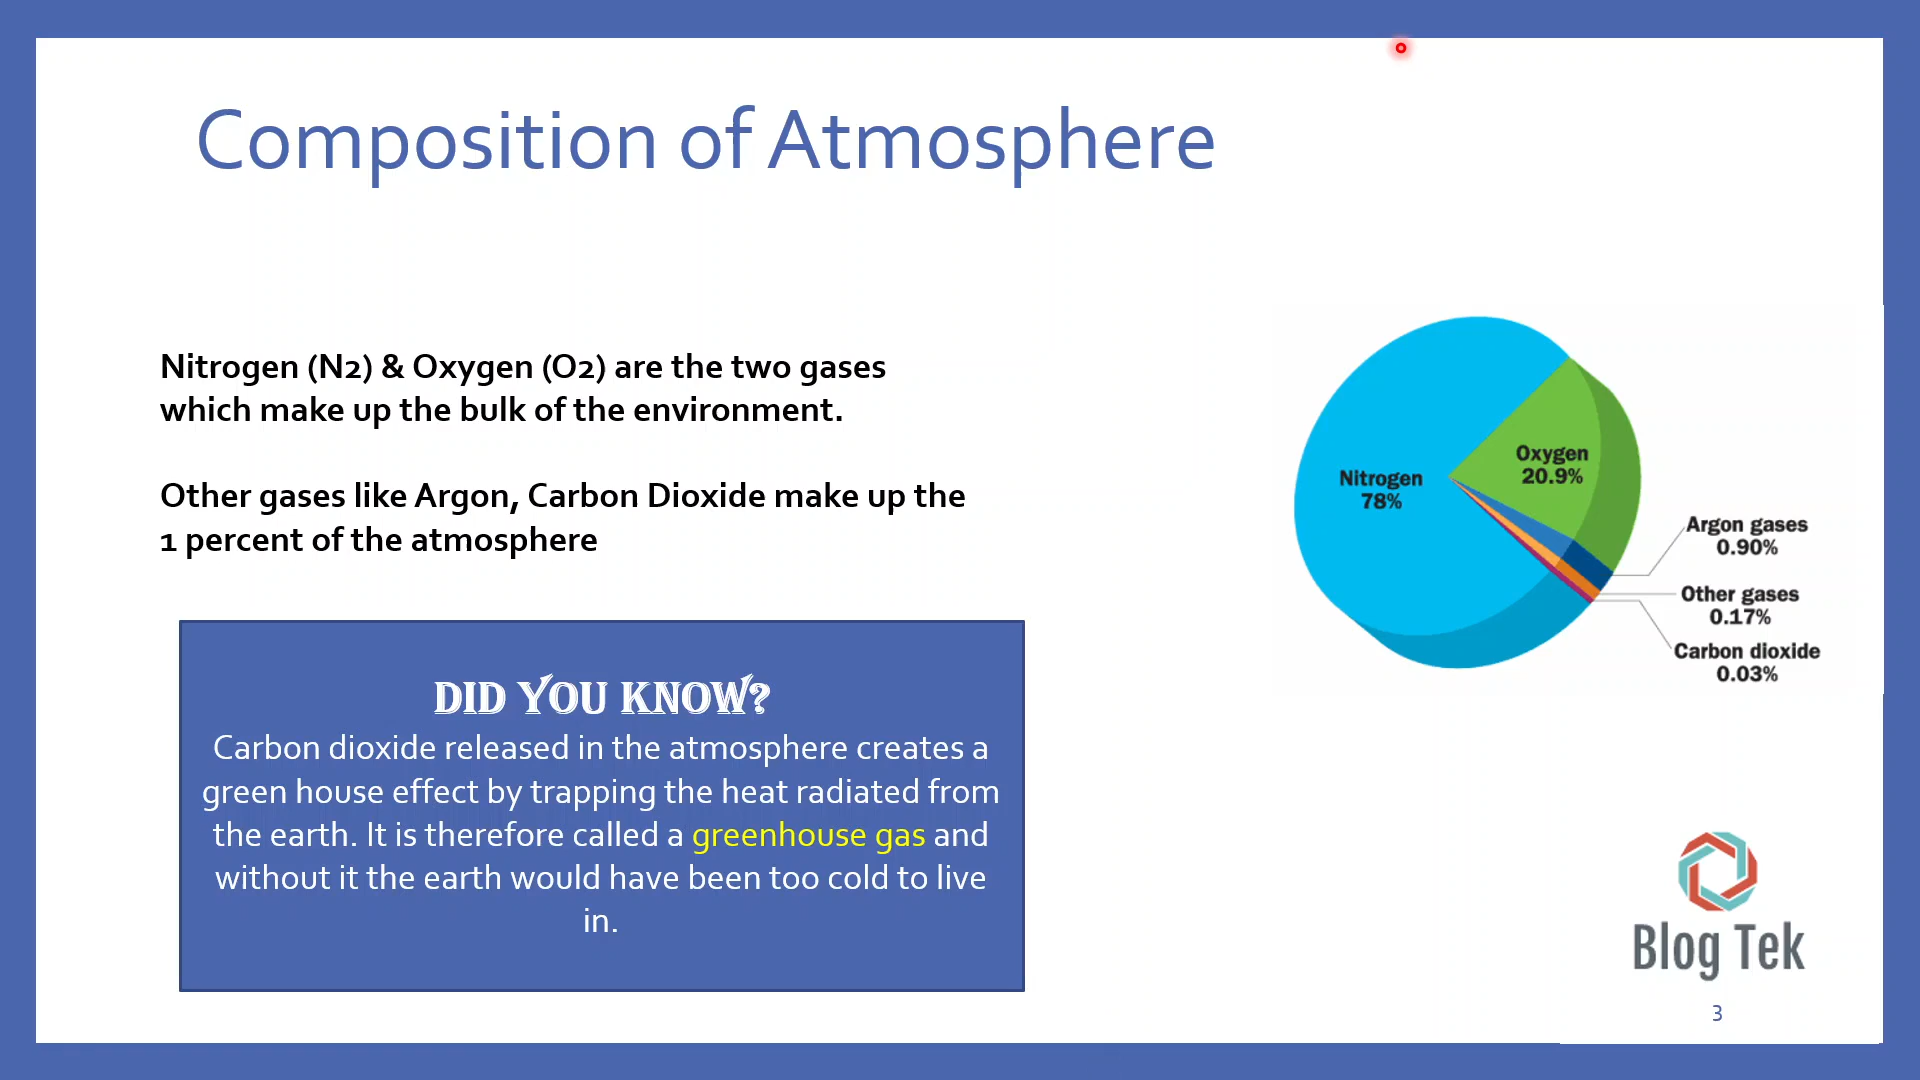 Composition of Atmosphere
Nitrogen (N2) & Oxygen (O2) are the two gases
which make up the bulk of the environment.
Other gases like Argon, Carbon Dioxide make up the
1 percent of the atmosphere
DID YOU KNOW?
Carbon dioxide released in the atmosphere creates a
green house effect by trapping the heat radiated from
the earth. It is therefore called a greenhouse gas and
without it the earth would have been too cold to live
in.
Nitrogen
78%
Oxygen
20.9%
Argon gases
0.90%
Other gases
0.17%
Carbon dioxide
0.03%
Blog Tek
3